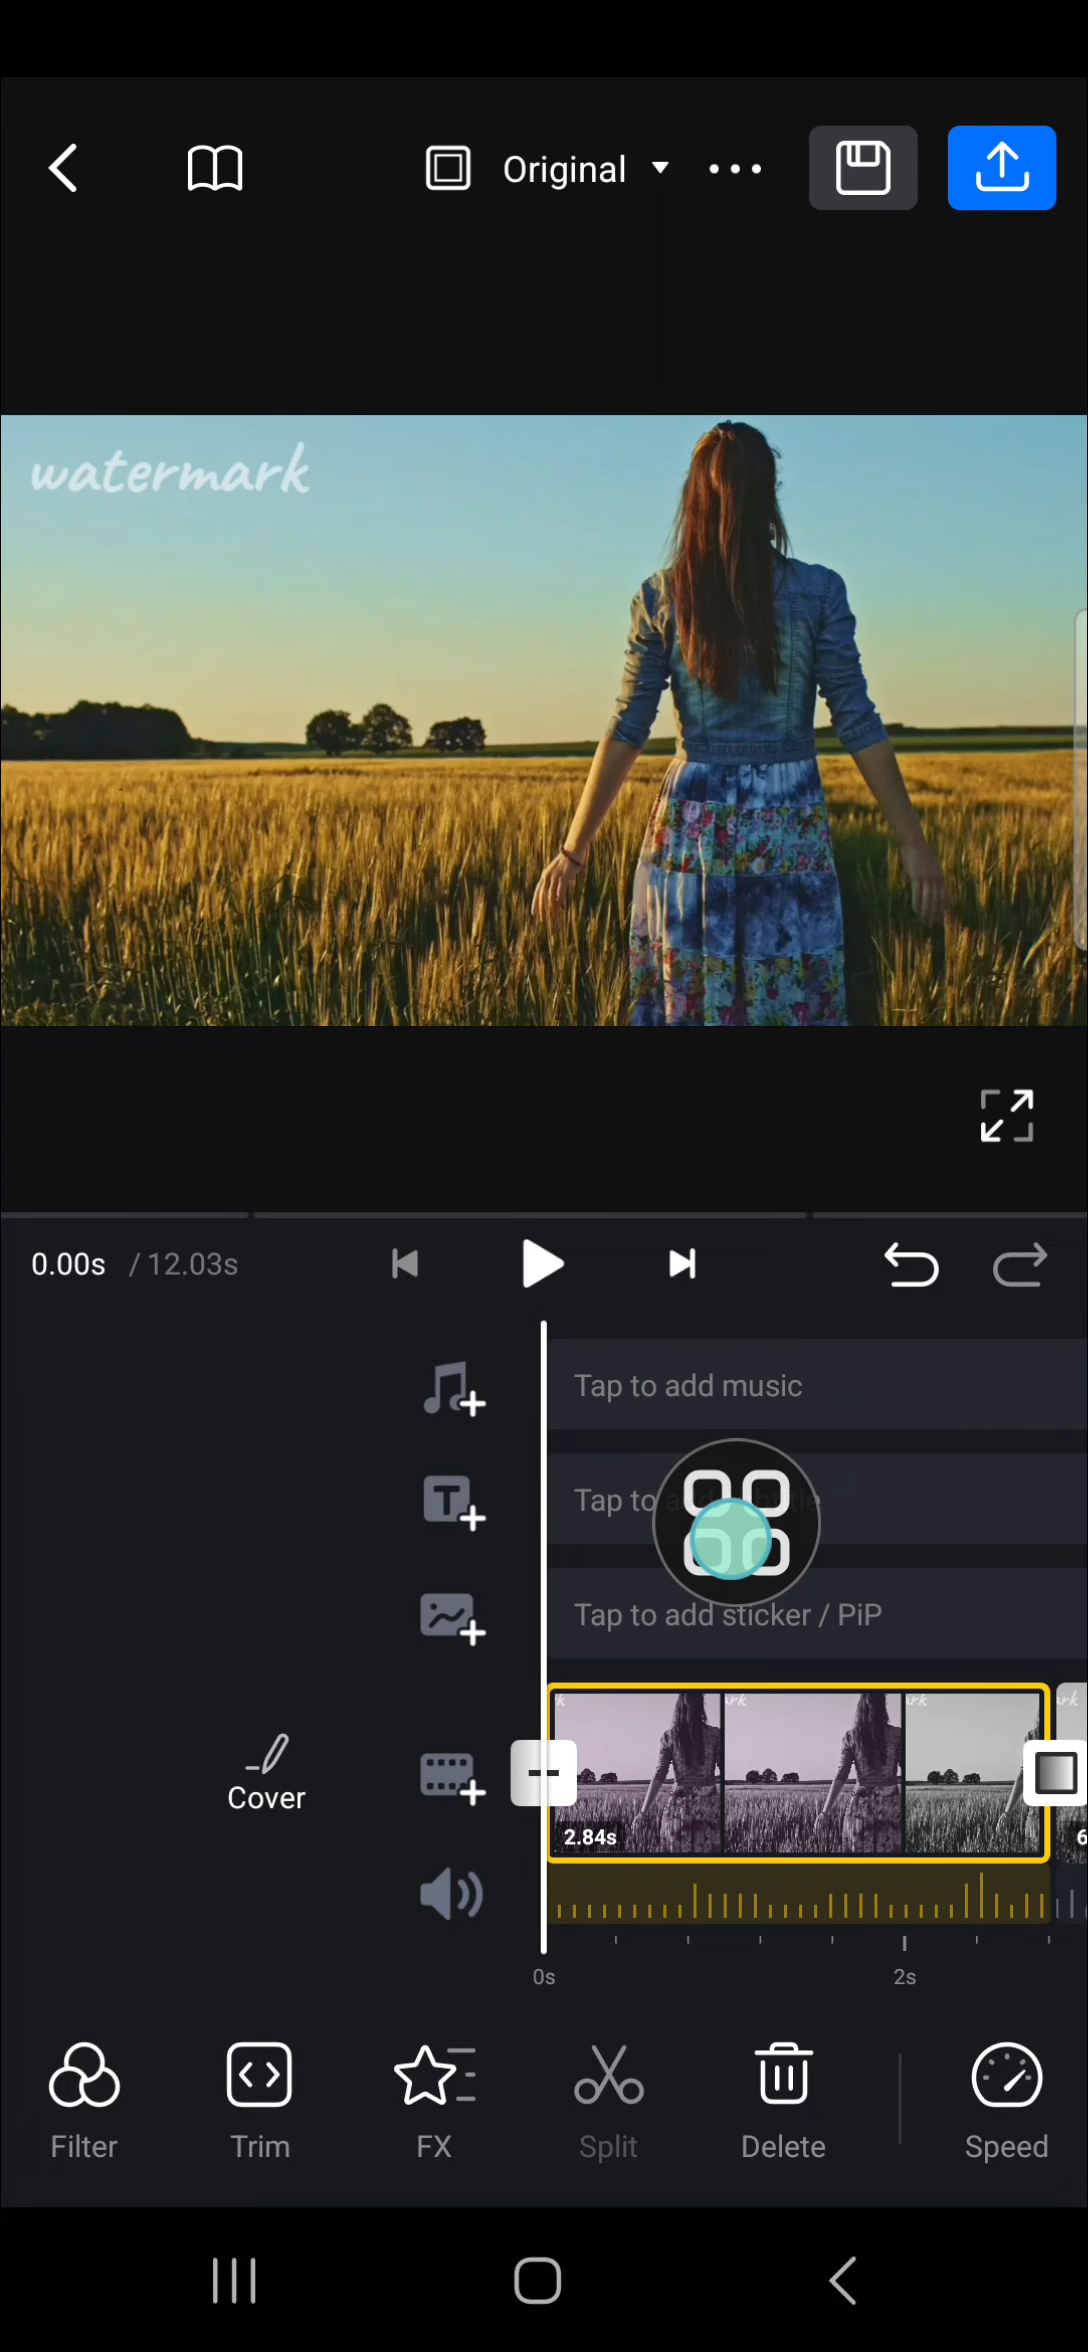 Original
watermark
0.00s / 12.03s
Tap to add music
Tap to
Tap to add sticker / PiP
Cover
2.84s
6
0s
2s
Filter
Trim
FX
Split
Delete
Speed